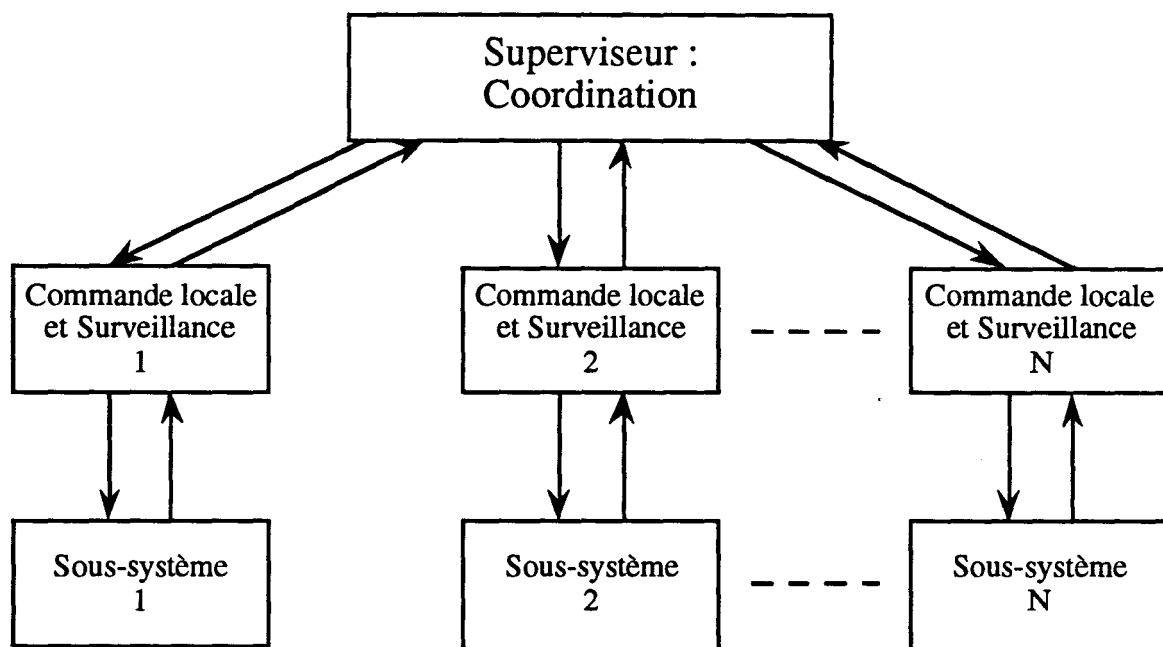 Superviseur :
Coordination
Commande locale
et Surveillance
1
Commande locale
et Surveillance
2
Commande locale
et Surveillance
N
Sous-système
1
Sous-système
2
Sous-système
N